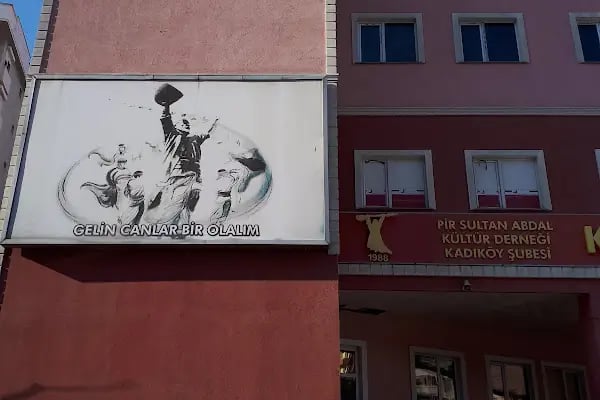 GELİN CANLAR BİR OLALIM
PİR SULTAN ABDAL
KÜLTÜR DERNEĞİ
KADIKÖY ŞUBESİ
1988
K